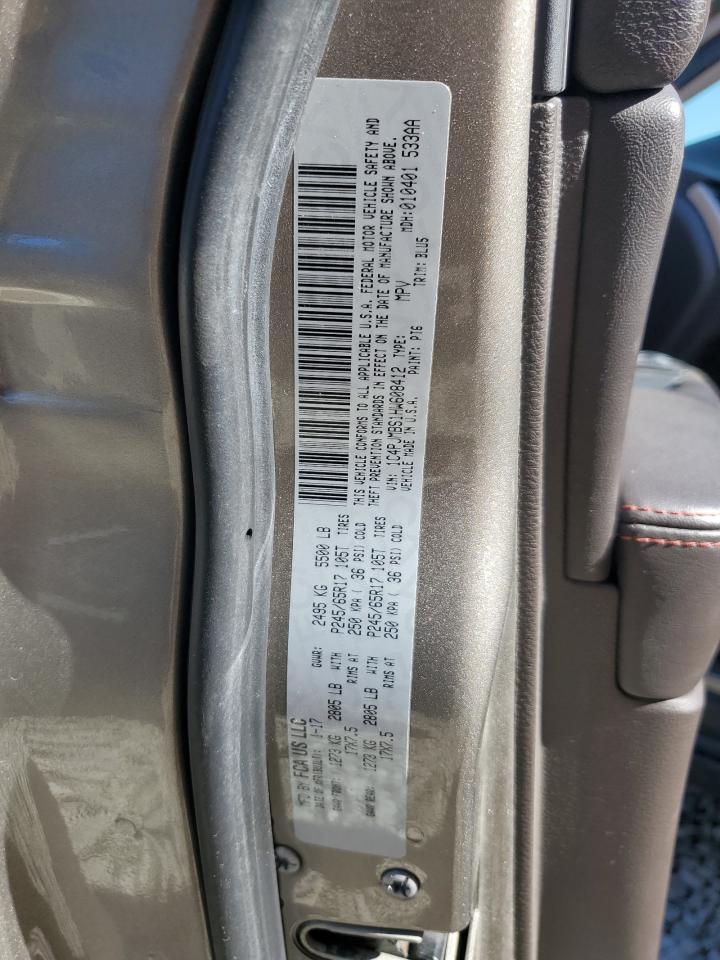 MFD BY FCA US LLC
DATE OF MFR 1-17 GVWR: 2495 KG 5500 LB
GAWR FRONT: 1273 KG 2805 LB WITH P245/65R17 105T TIRES
17X7.5 RIMS AT 250 KPA ( 36 PSI) COLD
GAWR REAR: 1273 KG 2805 LB WITH P245/65R17 105T TIRES
17X7.5 RIMS AT 250 KPA ( 36 PSI) COLD
THIS VEHICLE CONFORMS TO ALL APPLICABLE U.S.A. FEDERAL MOTOR VEHICLE SAFETY AND
THEFT PREVENTION STANDARDS IN EFFECT ON THE DATE OF MANUFACTURE SHOWN ABOVE.
VIN: 1C4PJMBS1HW608412 TYPE: MPV MDH:010401 533AA
VEHICLE MADE IN U.S.A. PAINT: PT6 TRIM: BLU5